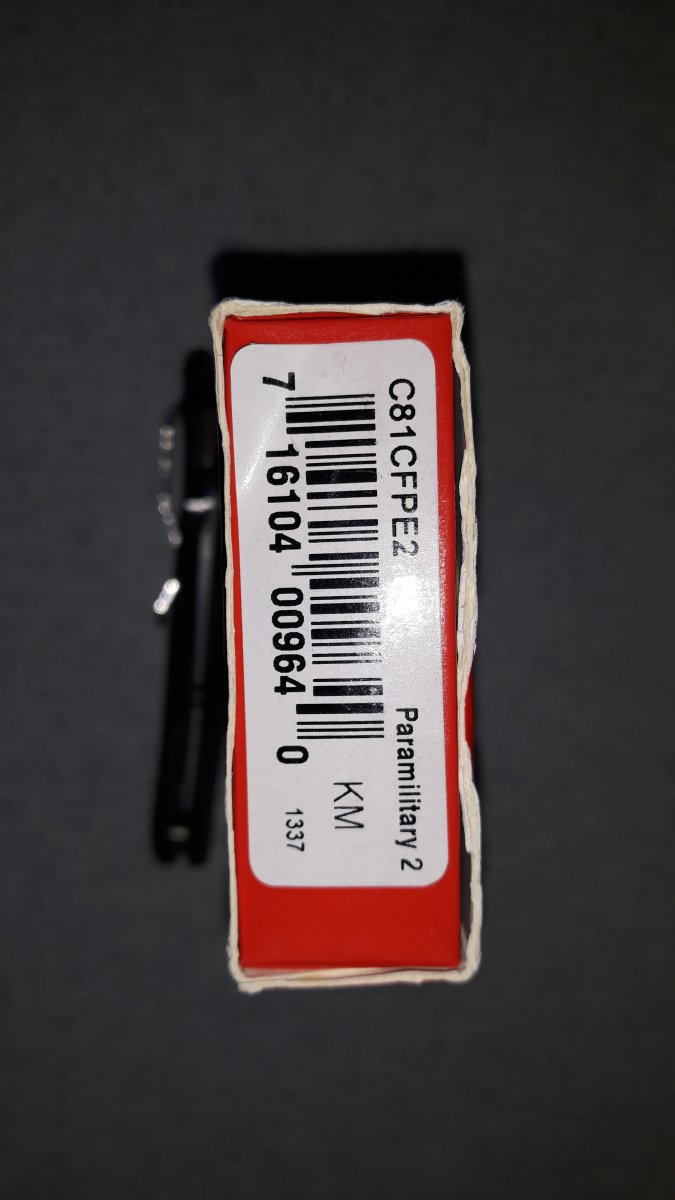 C81CFPE2 Paramilitary 2
7 16104 00964 0
KM
1337